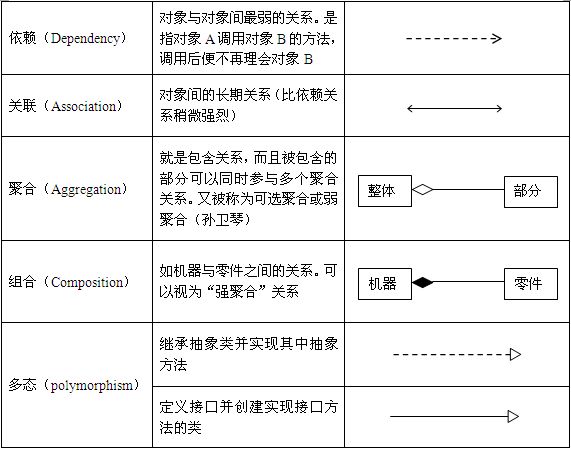 依赖（Dependency）
对象与对象间最弱的关系。是
指对象A调用对象B的方法，
调用后便不再理会对象B
关联（Association）
对象间的长期关系（比依赖关
系稍微强烈）
聚合（Aggregation）
就是包含关系，而且被包含的
部分可以同时参与多个聚合
关系。又被称为可选聚合或弱
聚合（孙卫琴）
整体
部分
组合（Composition）
如机器与零件之间的关系。可
以视为“强聚合”关系
机器
零件
多态（polymorphism）
继承抽象类并实现其中抽象
方法
定义接口并创建实现接口方
法的类